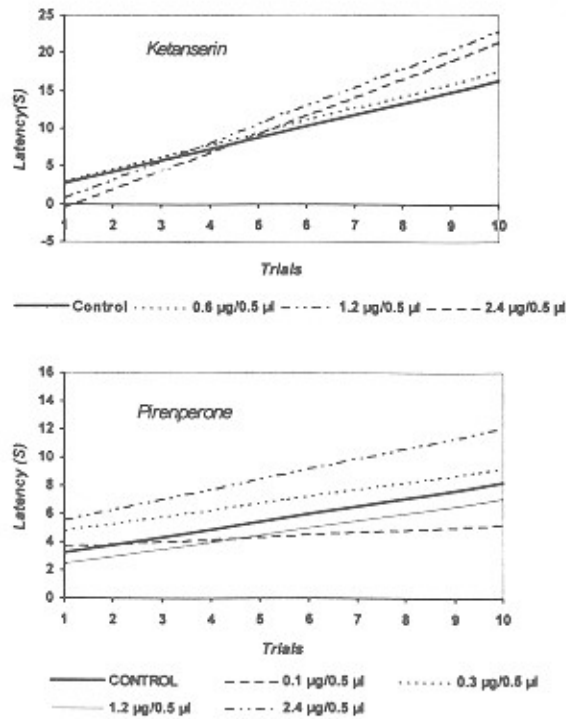 25
20
15
10
5
0
-5
Ketanserin
Latency(S)
1 2 3 4 5 6 7 8 9 10
Trials
Control 0.6 µg/0.5 µl 1.2 µg/0.5 µl 2.4 µg/0.5 µl
16
14
12
10
8
6
4
2
0
Pirenperone
Latency (S)
1 2 3 4 5 6 7 8 9 10
Trials
CONTROL 0.1 µg/0.5 µl 0.3 µg/0.5 µl
1.2 µg/0.5 µl 2.4 µg/0.5 µl